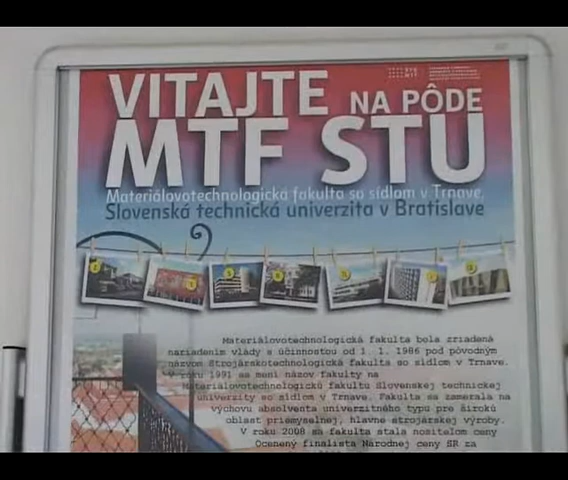 VITAJTE NA PÔDE
MTF STU
Materiálovotechnologická fakulta so sídlom v Trnave,
Slovenská technická univerzita v Bratislave
Materiálovotechnologická fakulta bola zriadená
nariadením vlády s účinnosťou od 1. 1. 1986 pod pôvodným
názvom Strojárskotechnologická fakulta so sídlom v Trnave.
roku 1991 sa mení názov fakulty na
Materiálovotechnologickú fakultu Slovenskej technickej
univerzity so sídlom v Trnave. Fakulta sa zamerala na
výchovu absolventa univerzitného typu pre širokú
oblasť priemyselnej, hlavne strojárskej výroby.
V roku 2008 sa fakulta stala nositeľom ceny
Ocenený finalista Národnej ceny SR za